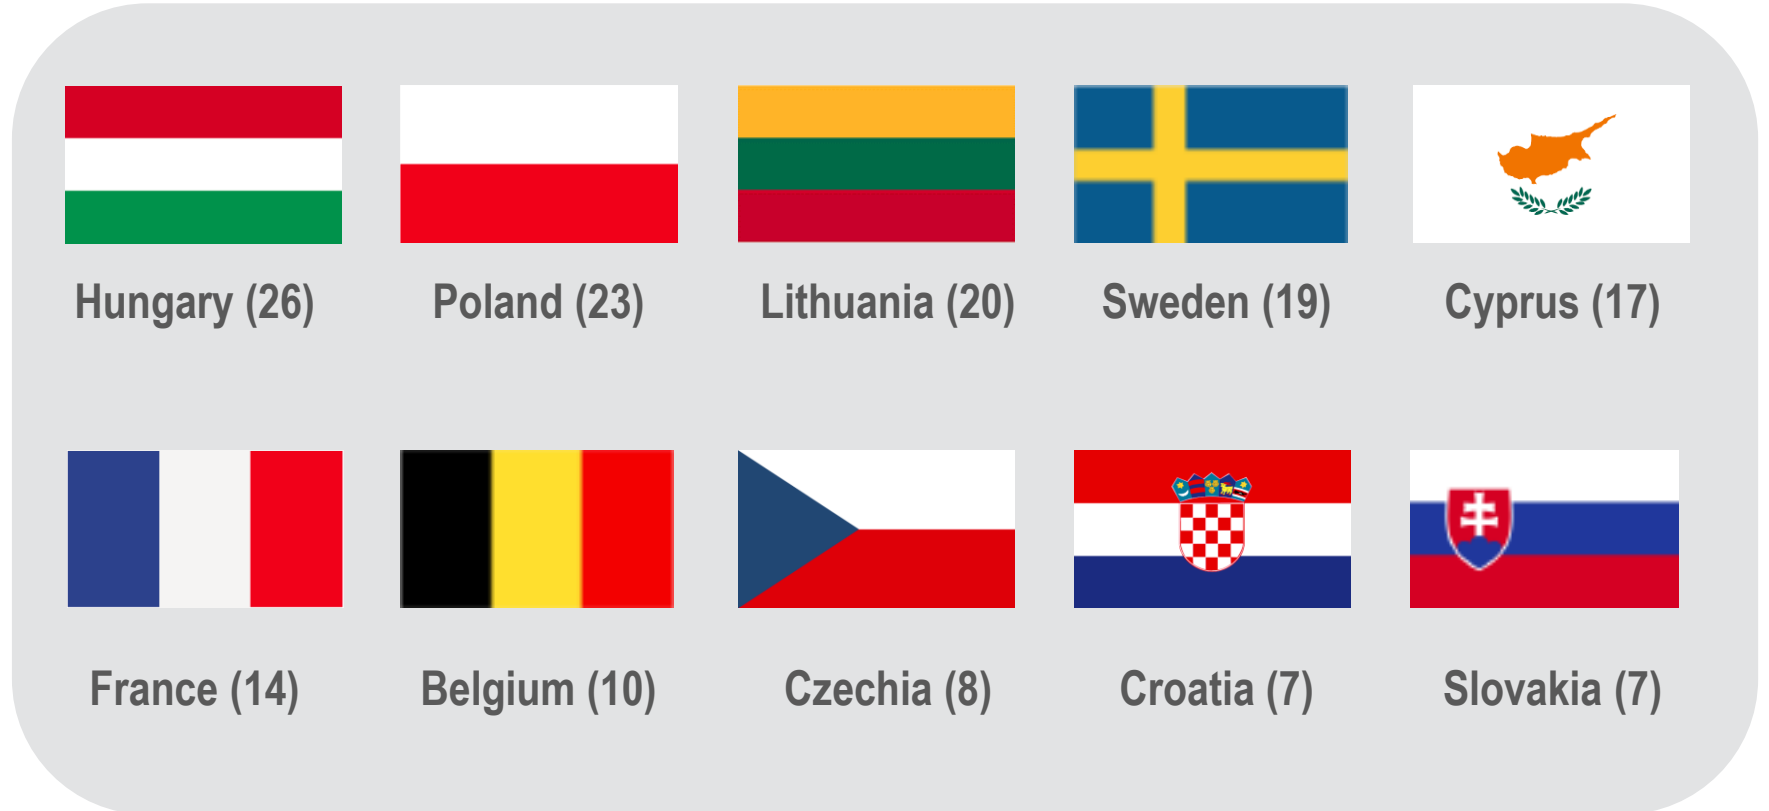 Hungary (26) Poland (23) Lithuania (20) Sweden (19) Cyprus (17)
France (14) Belgium (10) Czechia (8) Croatia (7) Slovakia (7)